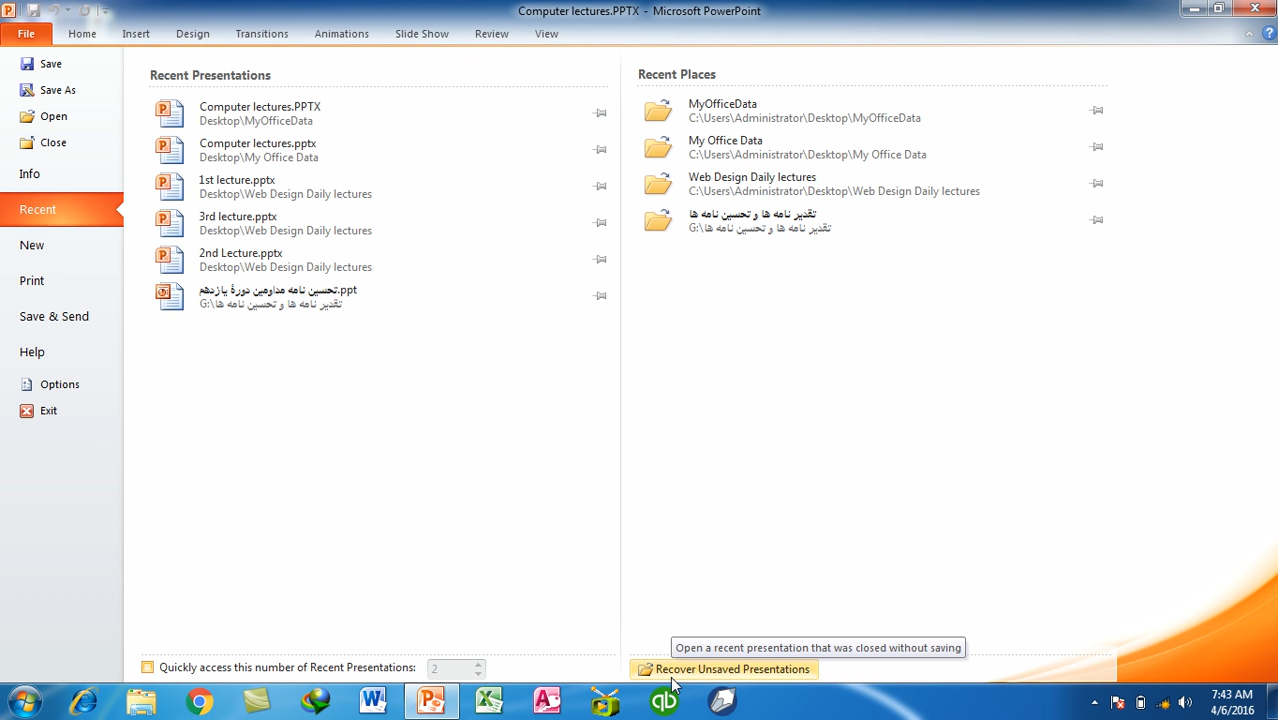 Computer lectures.PPTX - Microsoft PowerPoint
File Home Insert Design Transitions Animations Slide Show Review View
Save
Save As
Open
Close
Info
Recent
New
Print
Save & Send
Help
Options
Exit
Recent Presentations
Computer lectures.PPTX
Desktop\MyOfficeData
Computer lectures.pptx
Desktop\My Office Data
1st lecture.pptx
Desktop\Web Design Daily lectures
3rd lecture.pptx
Desktop\Web Design Daily lectures
2nd Lecture.pptx
Desktop\Web Design Daily lectures
تحسین نامه مداومین دورۀ یازدهم.ppt
G:\تقدیر نامه ها و تحسین نامه ها
Quickly access this number of Recent Presentations: 2
Recent Places
MyOfficeData
C:\Users\Administrator\Desktop\MyOfficeData
My Office Data
C:\Users\Administrator\Desktop\My Office Data
Web Design Daily lectures
C:\Users\Administrator\Desktop\Web Design Daily lectures
تقدیر نامه ها و تحسین نامه ها
G:\تقدیر نامه ها و تحسین نامه ها
Open a recent presentation that was closed without saving
Recover Unsaved Presentations
7:43 AM
4/6/2016